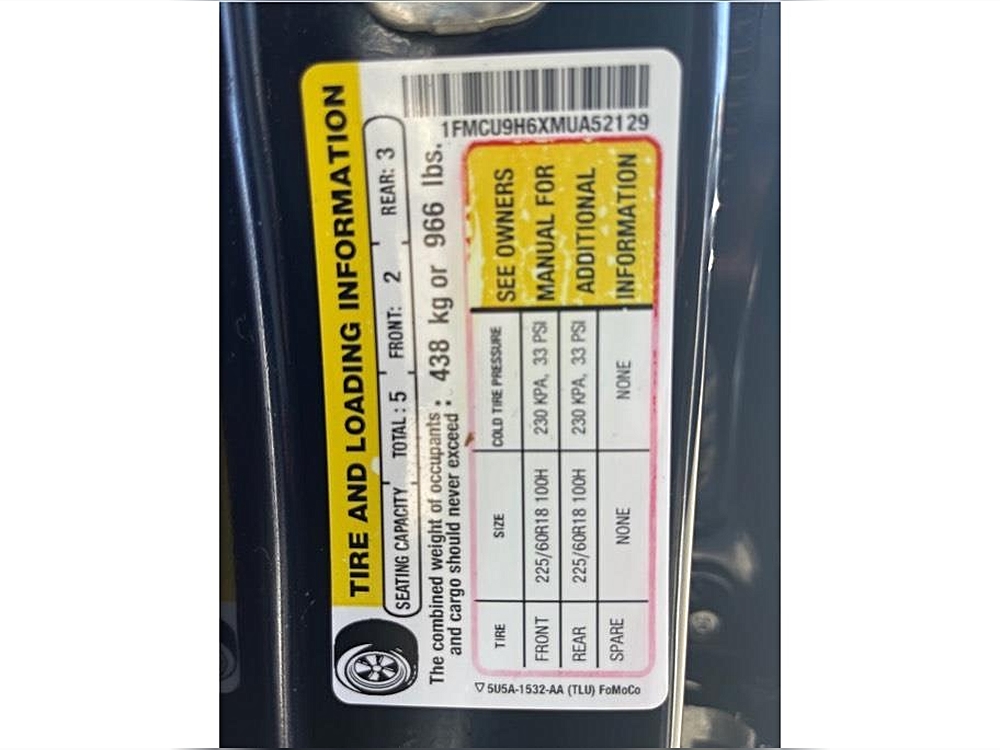 TIRE AND LOADING INFORMATION
SEATING CAPACITY TOTAL : 5 FRONT: 2 REAR: 3
The combined weight of occupants : 438 kg or 966 lbs.
and cargo should never exceed :
1FMCU9H6XMUA52129
TIRE SIZE COLD TIRE PRESSURE
FRONT 225/60R18 100H 230 KPA, 33 PSI
REAR 225/60R18 100H 230 KPA, 33 PSI
SPARE NONE NONE
SEE OWNERS
MANUAL FOR
ADDITIONAL
INFORMATION
5U5A-1532-AA (TLU) FoMoCo